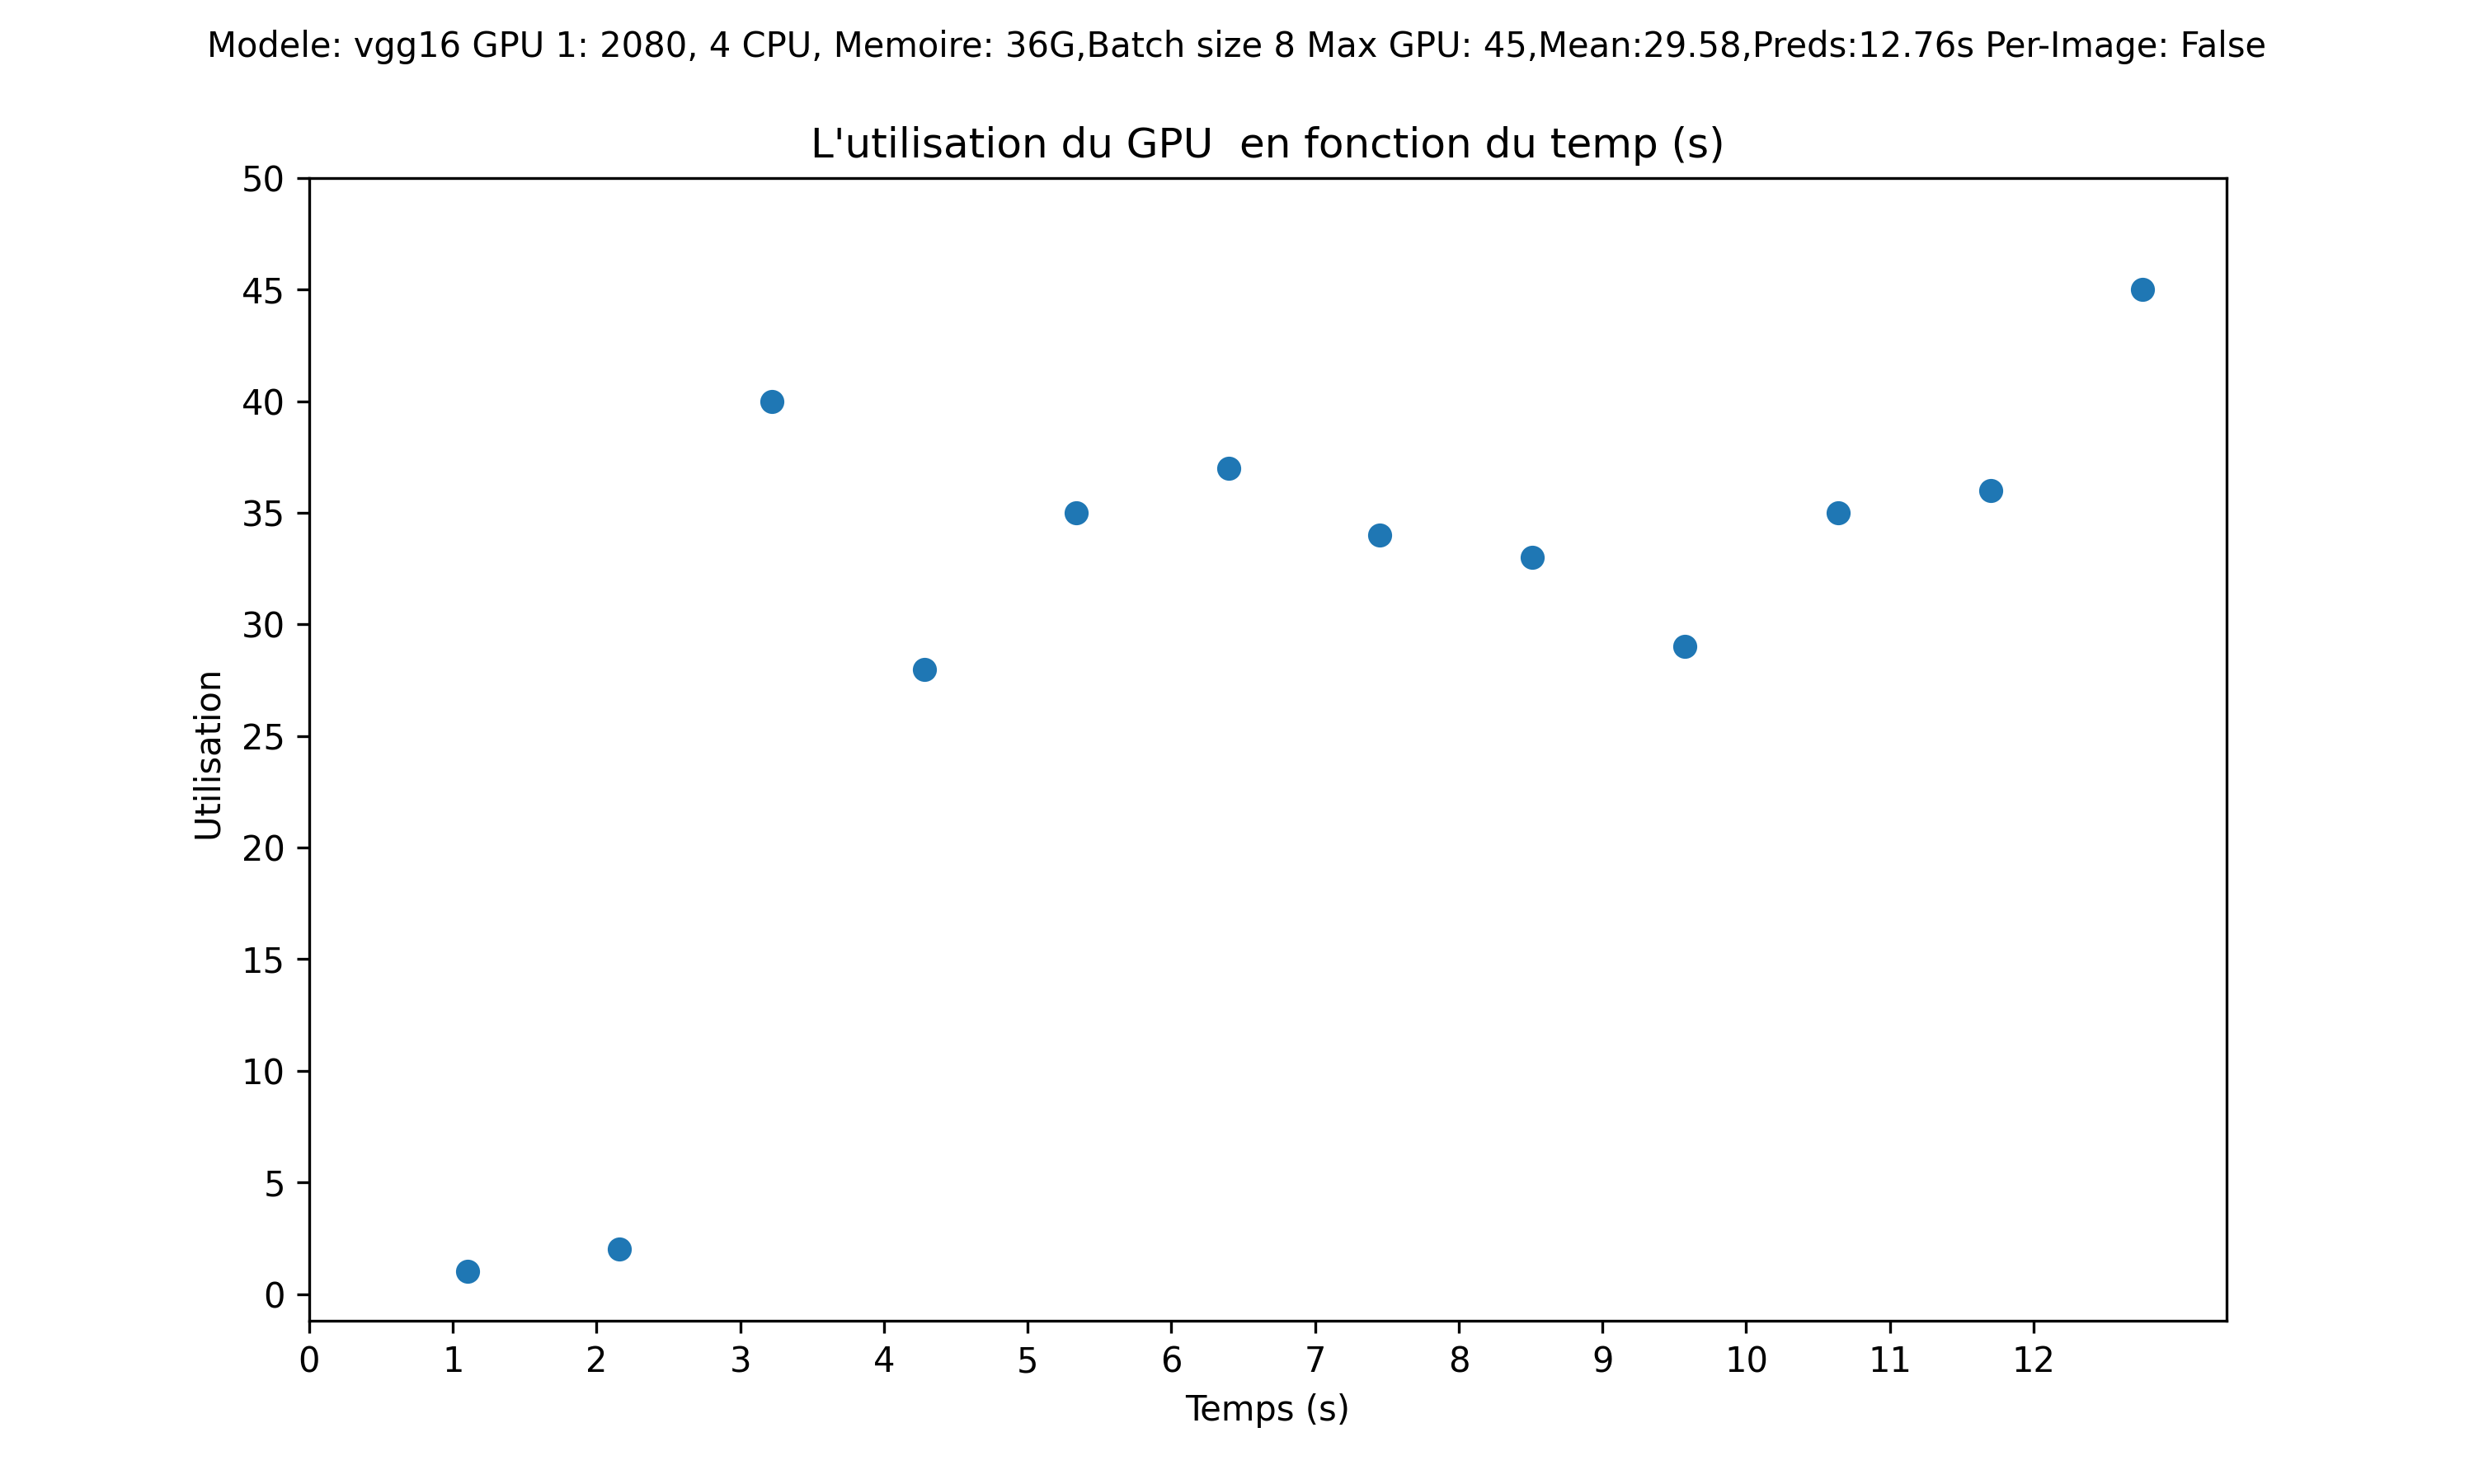 Modele: vgg16 GPU 1: 2080, 4 CPU, Memoire: 36G,Batch size 8 Max GPU: 45,Mean:29.58,Preds:12.76s Per-Image: False
L'utilisation du GPU  en fonction du temp (s)
50
45
40
35
30
25
20
15
10
5
0
Utilisation
0 1 2 3 4 5 6 7 8 9 10 11 12
Temps (s)